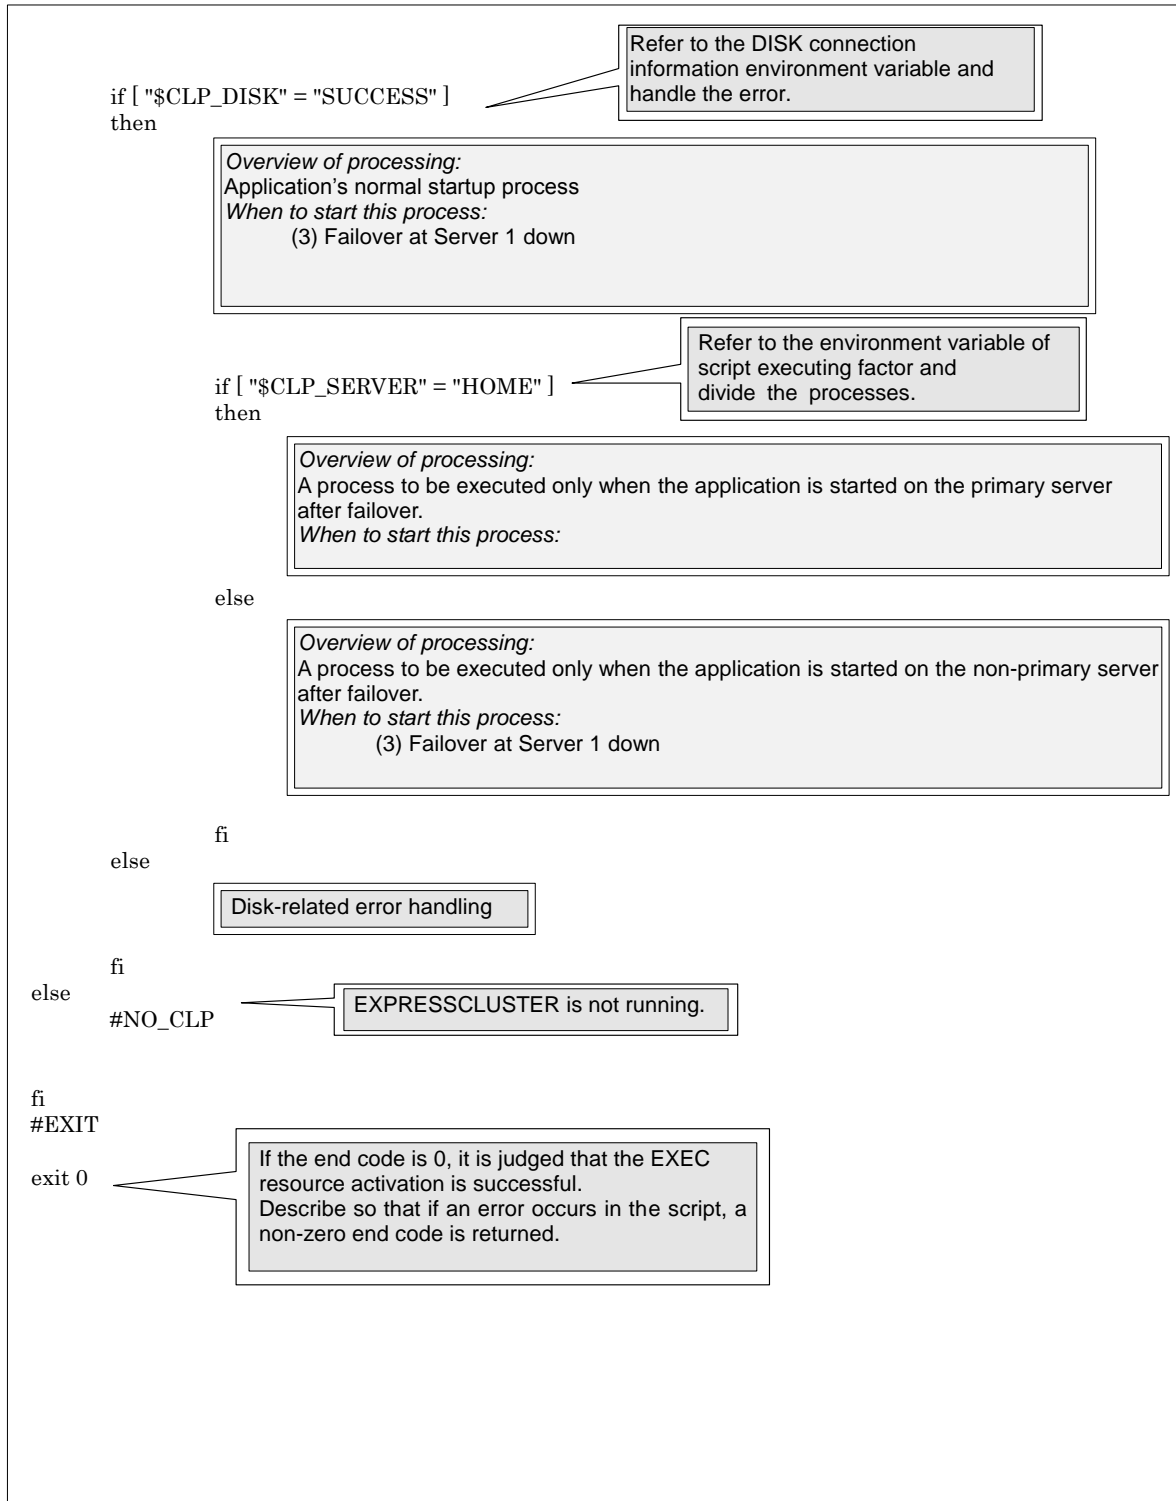 Refer to the DISK connection
information environment variable and
handle the error.
if [ "$CLP_DISK" = "SUCCESS" ]
then
Overview of processing:
Application’s normal startup process
When to start this process:
(3) Failover at Server 1 down
Refer to the environment variable of
script executing factor and
divide the processes.
if [ "$CLP_SERVER" = "HOME" ]
then
Overview of processing:
A process to be executed only when the application is started on the primary server
after failover.
When to start this process:
else
Overview of processing:
A process to be executed only when the application is started on the non-primary server
after failover.
When to start this process:
(3) Failover at Server 1 down
fi
else
Disk-related error handling
fi
else
EXPRESSCLUSTER is not running.
#NO_CLP
fi
#EXIT
exit 0
If the end code is 0, it is judged that the EXEC
resource activation is successful.
Describe so that if an error occurs in the script, a
non-zero end code is returned.